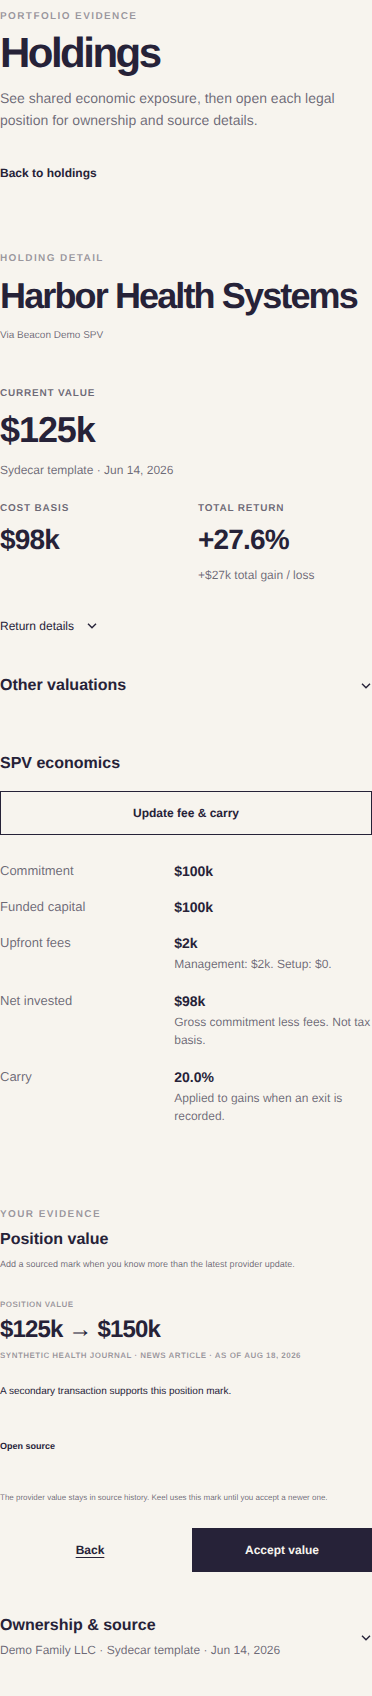 PORTFOLIO EVIDENCE
Holdings
See shared economic exposure, then open each legal
position for ownership and source details.
Back to holdings
HOLDING DETAIL
Harbor Health Systems
Via Beacon Demo SPV
CURRENT VALUE
$125k
Sydecar template · Jun 14, 2026
COST BASIS
$98k
TOTAL RETURN
+27.6%
+$27k total gain / loss
Return details
Other valuations
SPV economics
Update fee & carry
Commitment
$100k
Funded capital
$100k
Upfront fees
$2k
Management: $2k. Setup: $0.
Net invested
$98k
Gross commitment less fees. Not tax
basis.
Carry
20.0%
Applied to gains when an exit is
recorded.
YOUR EVIDENCE
Position value
Add a sourced mark when you know more than the latest provider update.
POSITION VALUE
$125k → $150k
SYNTHETIC HEALTH JOURNAL · NEWS ARTICLE · AS OF AUG 18, 2026
A secondary transaction supports this position mark.
Open source
The provider value stays in source history. Keel uses this mark until you accept a newer one.
Back
Accept value
Ownership & source
Demo Family LLC · Sydecar template · Jun 14, 2026